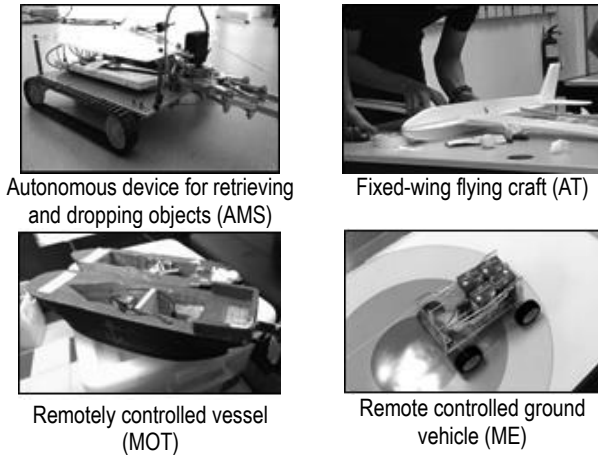 Autonomous device for retrieving
and dropping objects (AMS)
Fixed-wing flying craft (AT)
Remotely controlled vessel
(MOT)
Remote controlled ground
vehicle (ME)